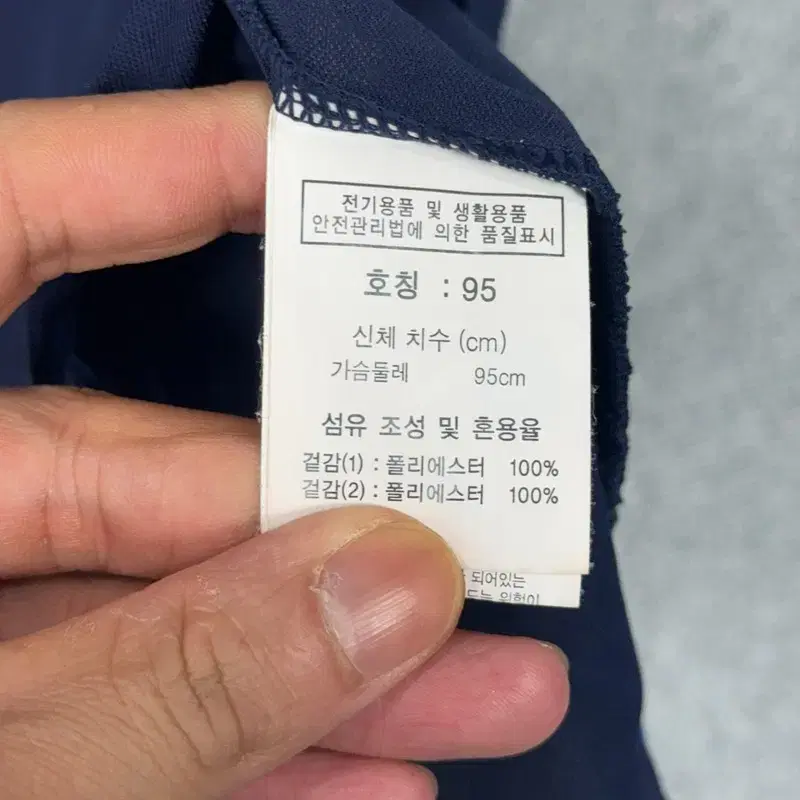 전기용품 및 생활용품
안전관리법에 의한 품질표시
호칭 : 95
신체 치수 (cm)
가슴둘레 95cm
섬유 조성 및 혼용율
겉감(1) : 폴리에스터 100%
겉감(2) : 폴리에스터 100%
되어있는
위험이